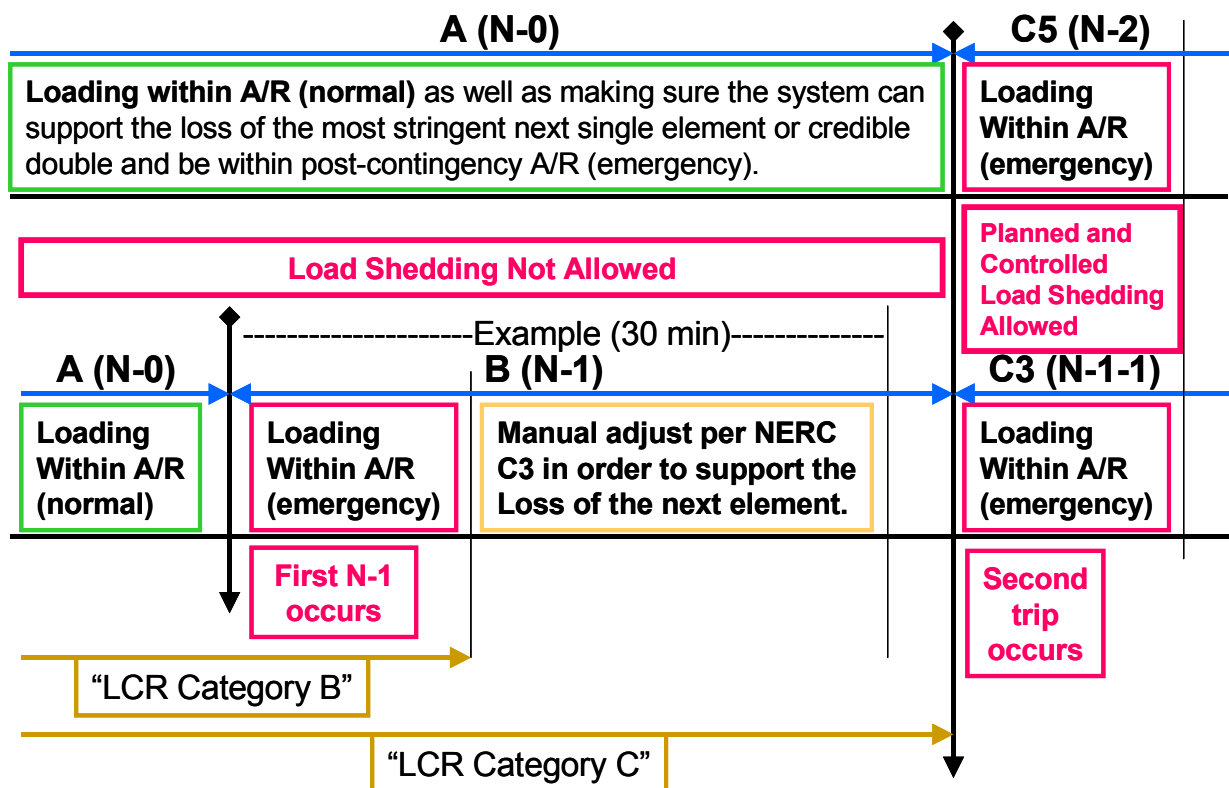 A (N-0)
C5 (N-2)
Loading within A/R (normal) as well as making sure the system can
support the loss of the most stringent next single element or credible
double and be within post-contingency A/R (emergency).
Loading
Within A/R
(emergency)
Load Shedding Not Allowed
Planned and
Controlled
Load Shedding
Allowed
Example (30 min)
A (N-0)
B (N-1)
C3 (N-1-1)
Loading
Within A/R
(normal)
Loading
Within A/R
(emergency)
Manual adjust per NERC
C3 in order to support the
Loss of the next element.
Loading
Within A/R
(emergency)
First N-1
occurs
Second
trip
occurs
“LCR Category B”
“LCR Category C”